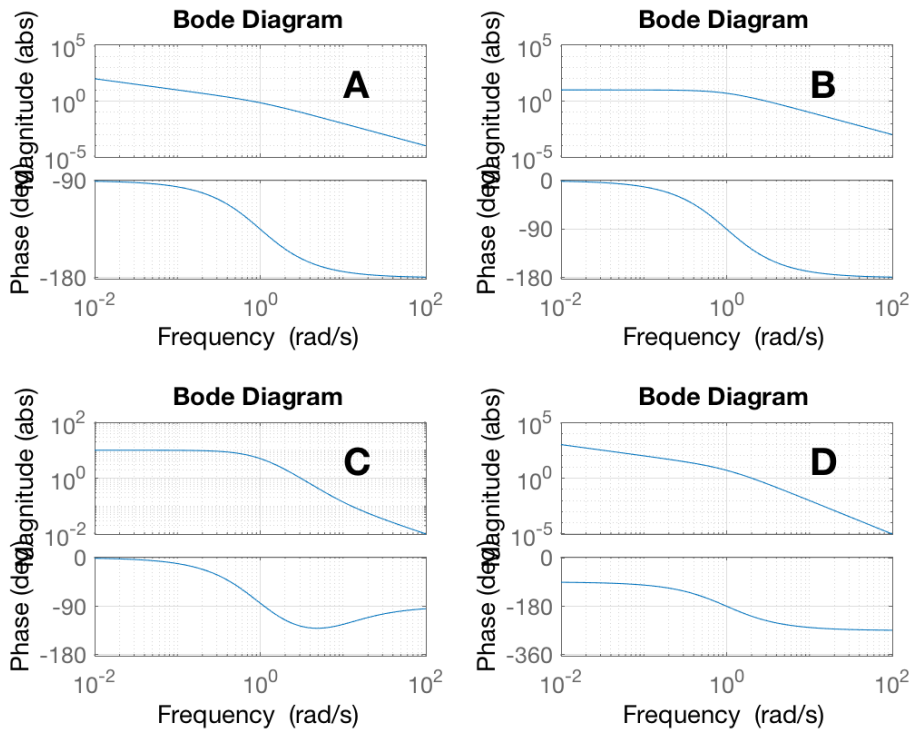 Bode Diagram
Magnitude (abs)
10^5
10^0
10^-5
A
Phase (deg)
-90
-180
10^-2
10^0
10^2
Frequency (rad/s)
Bode Diagram
Magnitude (abs)
10^5
10^0
10^-5
B
Phase (deg)
0
-90
-180
10^-2
10^0
10^2
Frequency (rad/s)
Bode Diagram
Magnitude (abs)
10^2
10^0
10^-2
C
Phase (deg)
0
-90
-180
10^-2
10^0
10^2
Frequency (rad/s)
Bode Diagram
Magnitude (abs)
10^5
10^0
10^-5
D
Phase (deg)
0
-180
-360
10^-2
10^0
10^2
Frequency (rad/s)